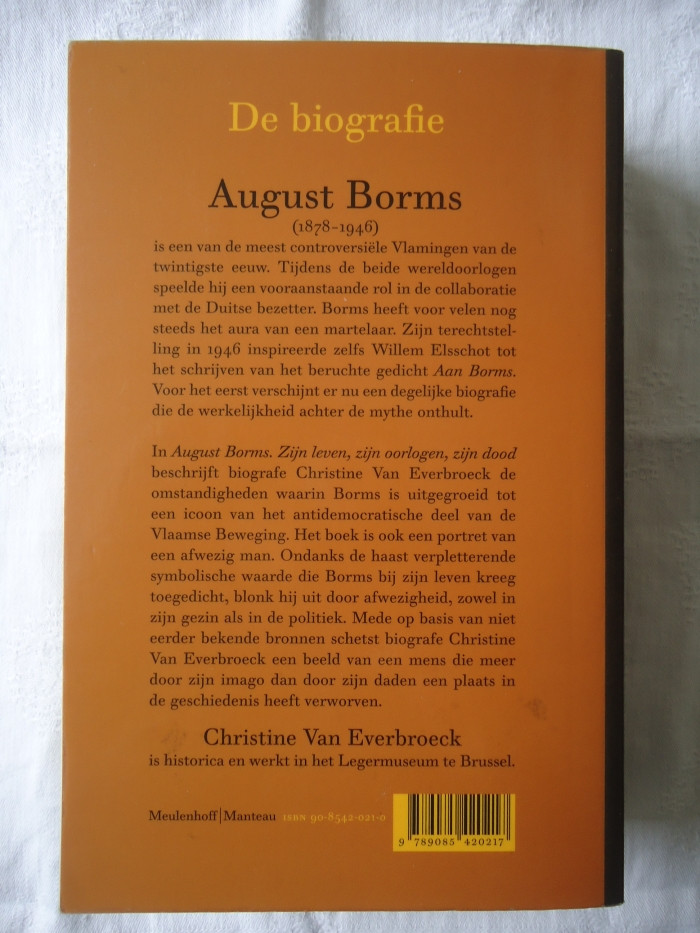 De biografie
August Borms
(1878-1946)
is een van de meest controversiële Vlamingen van de
twintigste eeuw. Tijdens de beide wereldoorlogen
speelde hij een vooraanstaande rol in de collaboratie
met de Duitse bezetter. Borms heeft voor velen nog
steeds het aura van een martelaar. Zijn terechtstel-
ling in 1946 inspireerde zelfs Willem Elsschot tot
het schrijven van het beruchte gedicht Aan Borms.
Voor het eerst verschijnt er nu een degelijke biografie
die de werkelijkheid achter de mythe onthult.
In August Borms. Zijn leven, zijn oorlogen, zijn dood
beschrijft biografe Christine Van Everbroeck de
omstandigheden waarin Borms is uitgegroeid tot
een icoon van het antidemocratische deel van de
Vlaamse Beweging. Het boek is ook een portret van
een afwezig man. Ondanks de haast verpletterende
symbolische waarde die Borms bij zijn leven kreeg
toegedicht, blonk hij uit door afwezigheid, zowel in
zijn gezin als in de politiek. Mede op basis van niet
eerder bekende bronnen schetst biografe Christine
Van Everbroeck een beeld van een mens die meer
door zijn imago dan door zijn daden een plaats in
de geschiedenis heeft verworven.
Christine Van Everbroeck
is historica en werkt in het Legermuseum te Brussel.
Meulenhoff|Manteau ISBN 90-8542-021-0
9 789085 420217